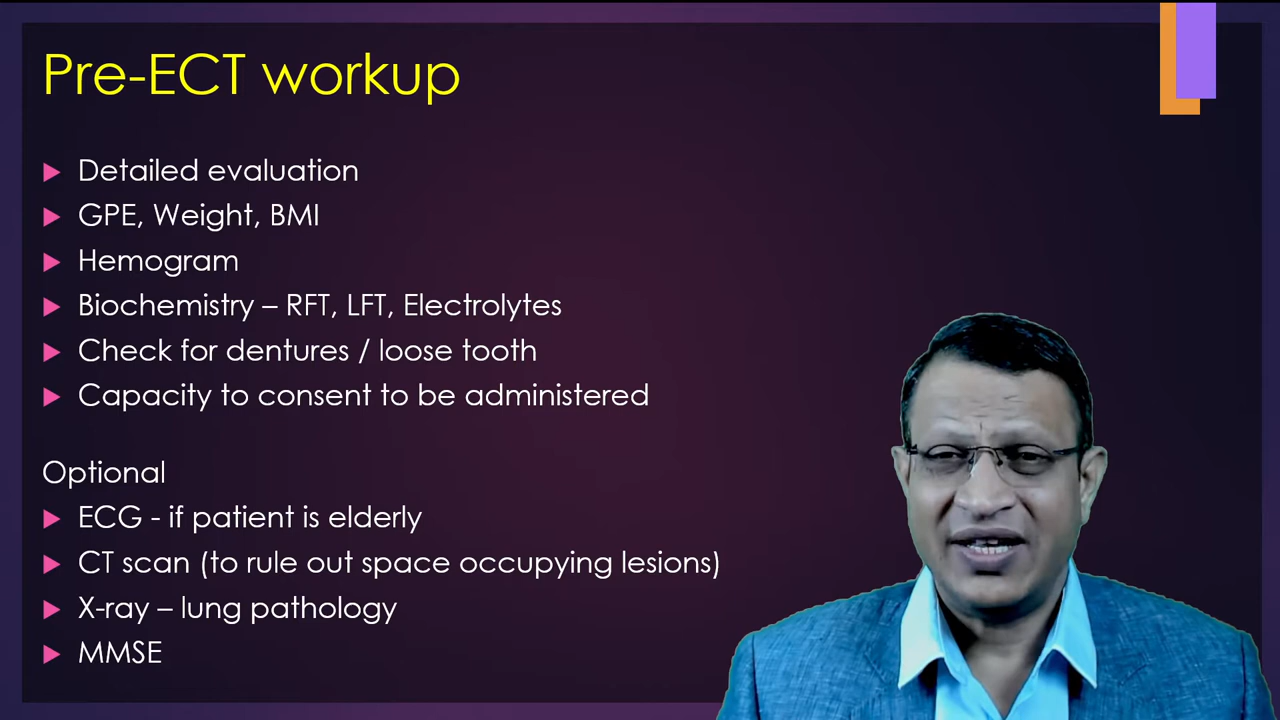 Pre-ECT workup
Detailed evaluation
GPE, Weight, BMI
Hemogram
Biochemistry – RFT, LFT, Electrolytes
Check for dentures / loose tooth
Capacity to consent to be administered
Optional
ECG - if patient is elderly
CT scan (to rule out space occupying lesions)
X-ray – lung pathology
MMSE